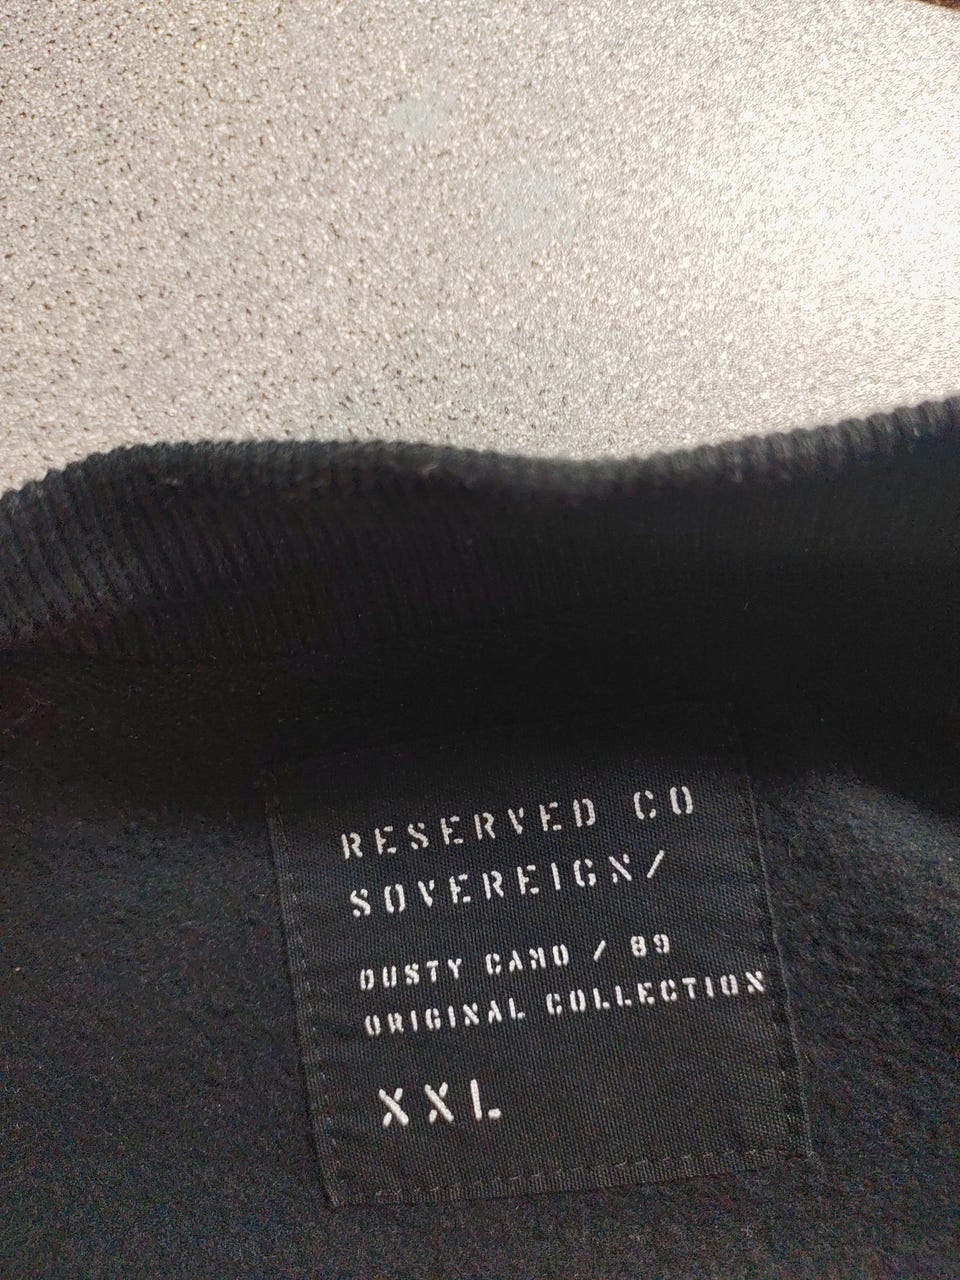 RESERVED CO
SOVEREIGN/
DUSTY CAMO / 89
ORIGINAL COLLECTION
XXL